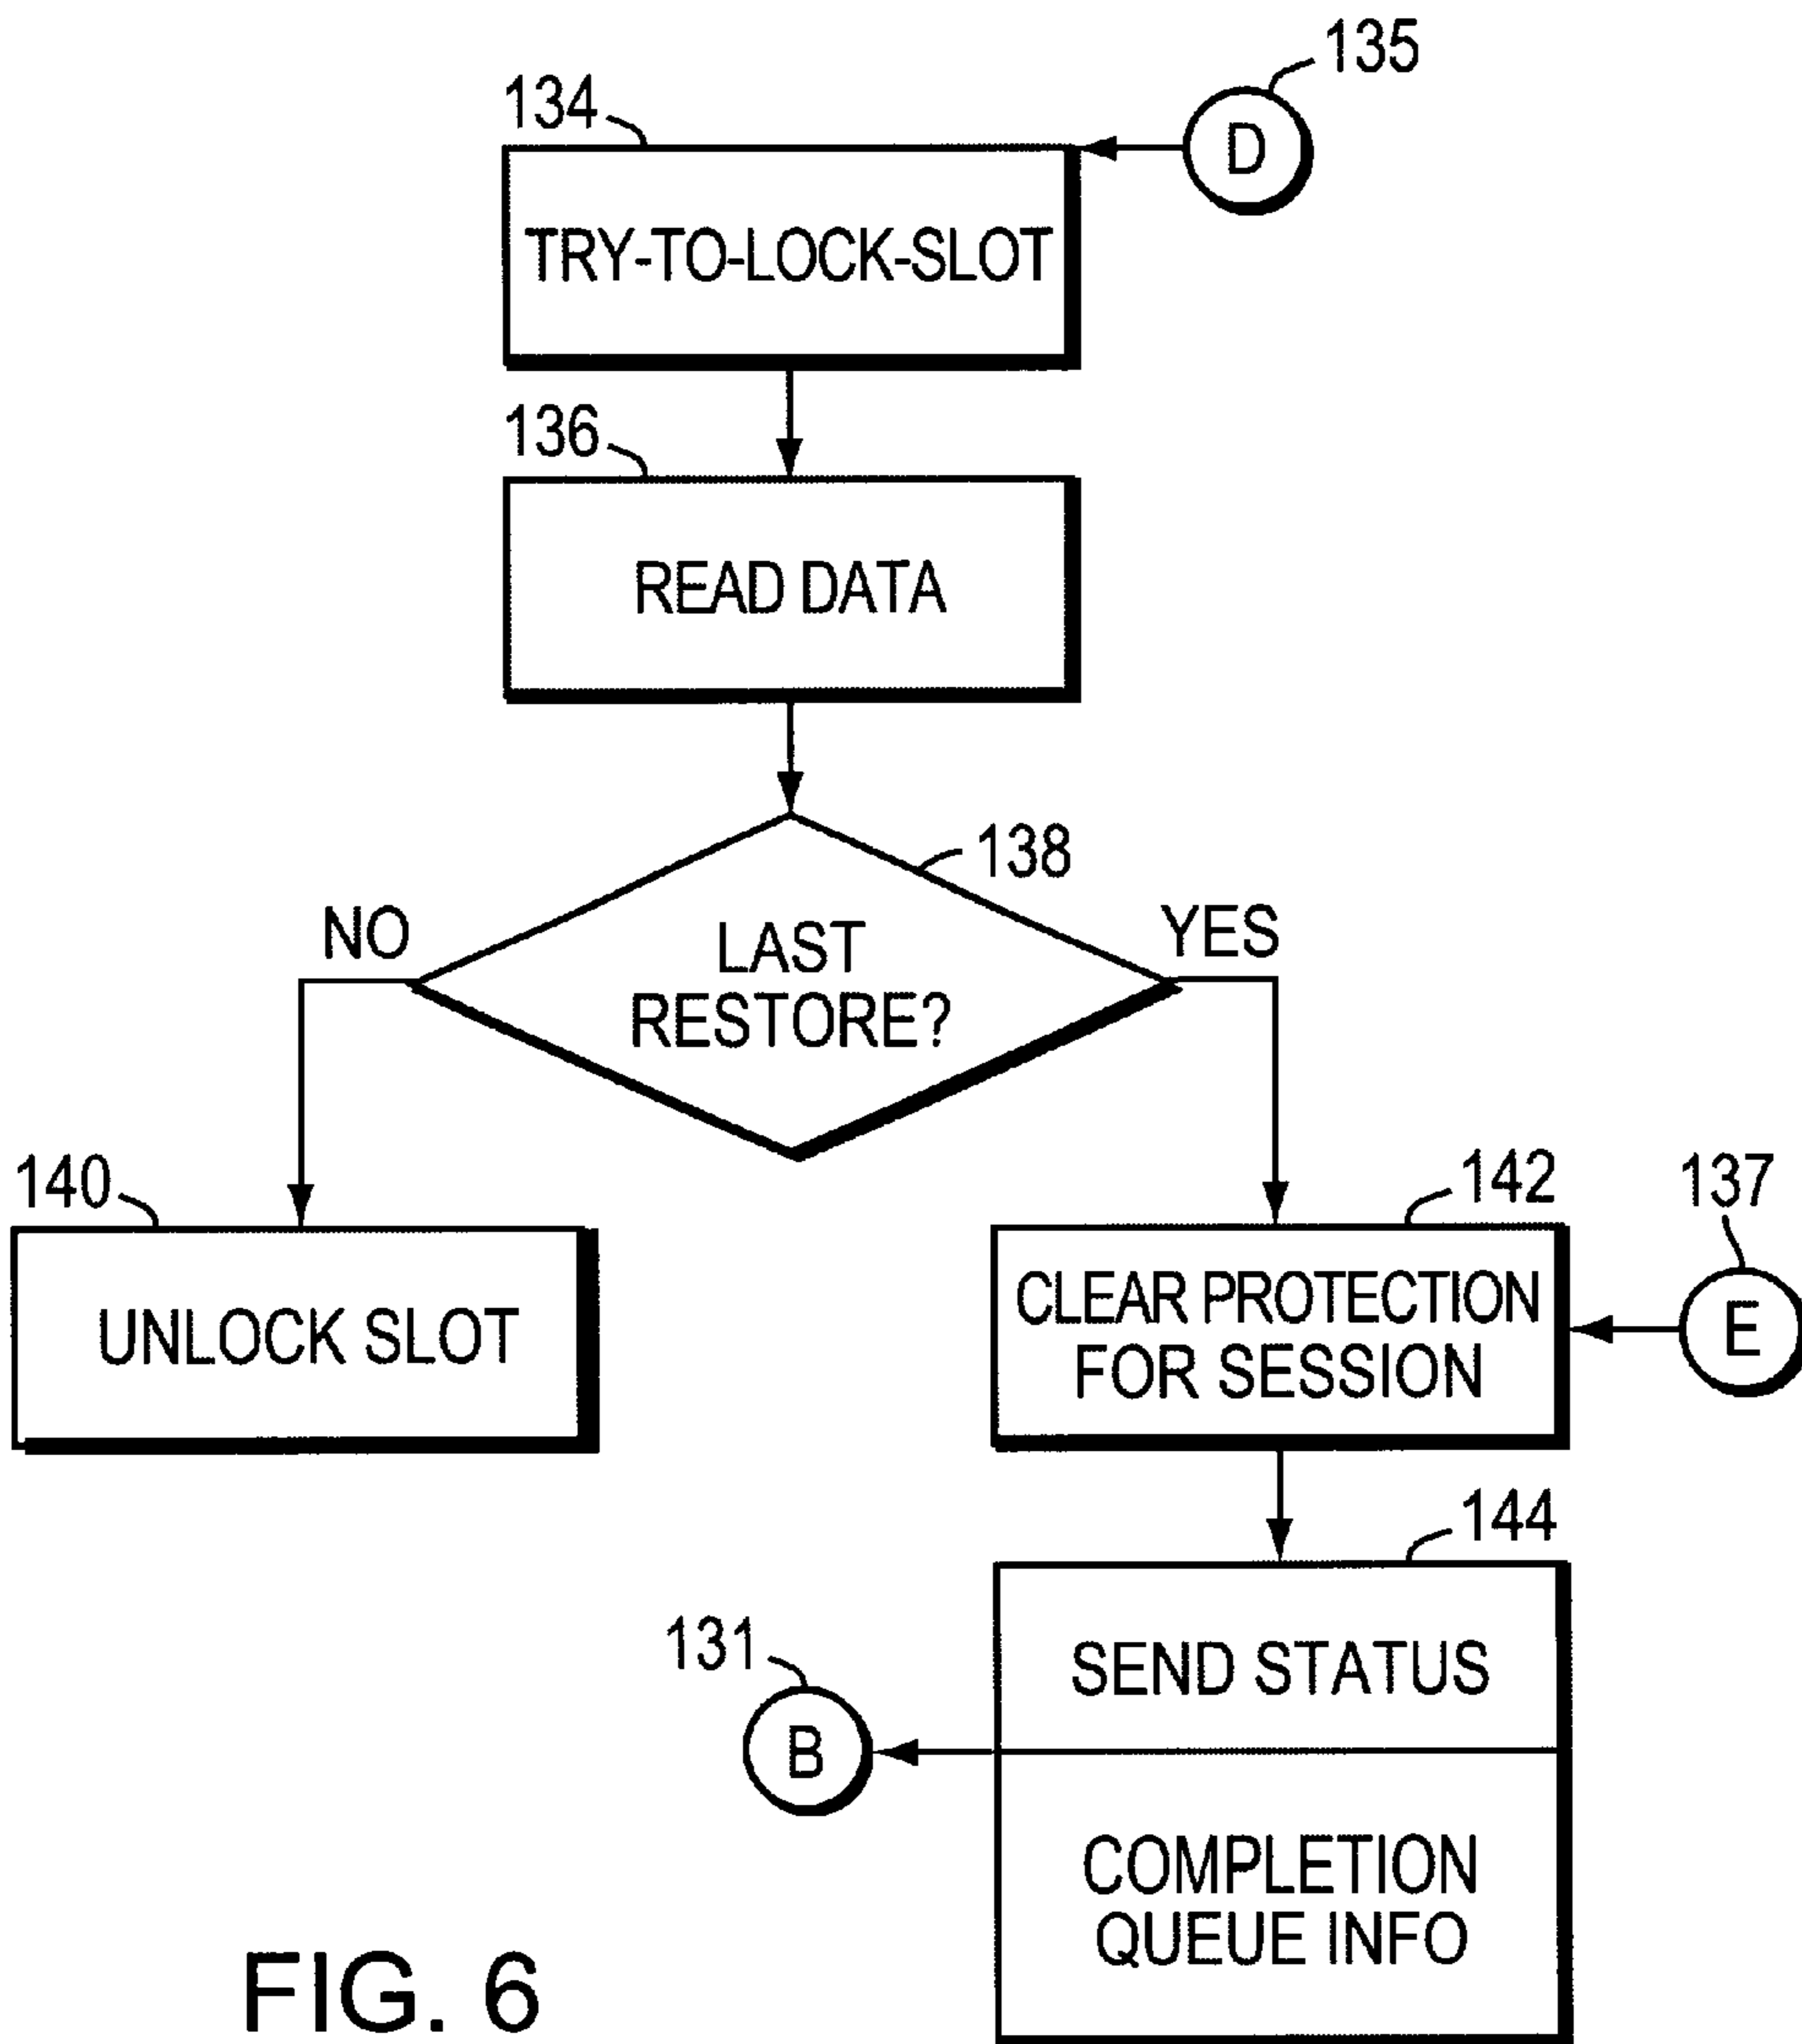 135
134
D
TRY-TO-LOCK-SLOT
136
READ DATA
138
NO
YES
LAST
RESTORE?
140
142
137
UNLOCK SLOT
CLEAR PROTECTION
FOR SESSION
E
144
131
SEND STATUS
B
COMPLETION
QUEUE INFO
FIG. 6